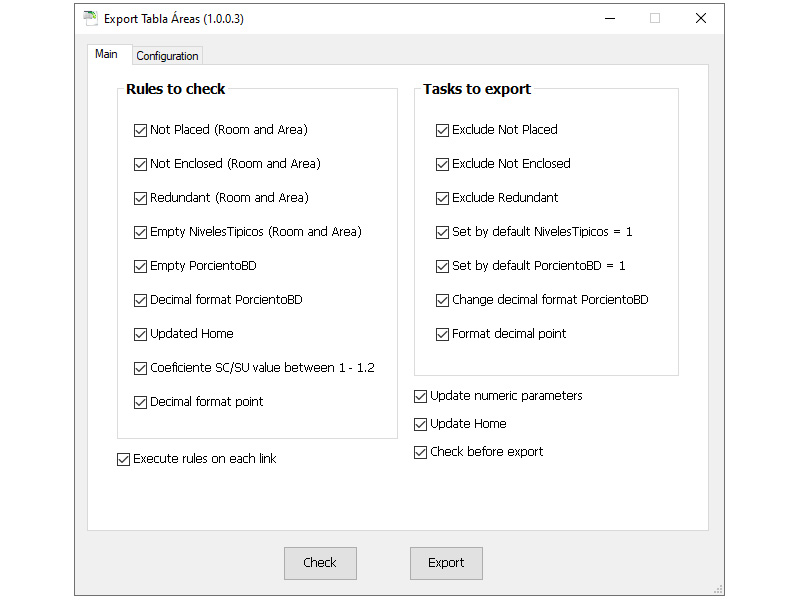 Export Tabla Áreas (1.0.0.3)
Main
Configuration
Rules to check
Not Placed (Room and Area)
Not Enclosed (Room and Area)
Redundant (Room and Area)
Empty NivelesTipicos (Room and Area)
Empty PorcientoBD
Decimal format PorcientoBD
Updated Home
Coeficiente SC/SU value between 1 - 1.2
Decimal format point
Execute rules on each link
Tasks to export
Exclude Not Placed
Exclude Not Enclosed
Exclude Redundant
Set by default NivelesTipicos = 1
Set by default PorcientoBD = 1
Change decimal format PorcientoBD
Format decimal point
Update numeric parameters
Update Home
Check before export
Check
Export